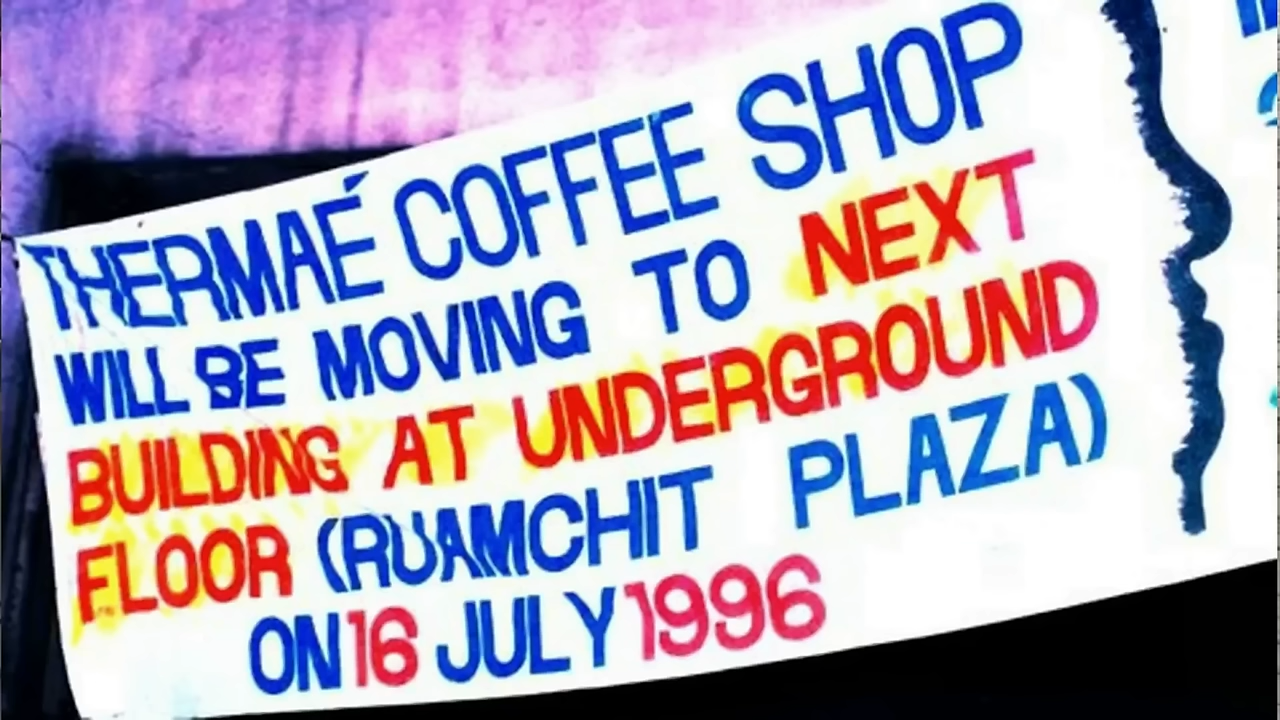 THERMAÉ COFFEE SHOP
WILL BE MOVING TO NEXT
BUILDING AT UNDERGROUND
FLOOR (RUAMCHIT PLAZA)
ON 16 JULY 1996